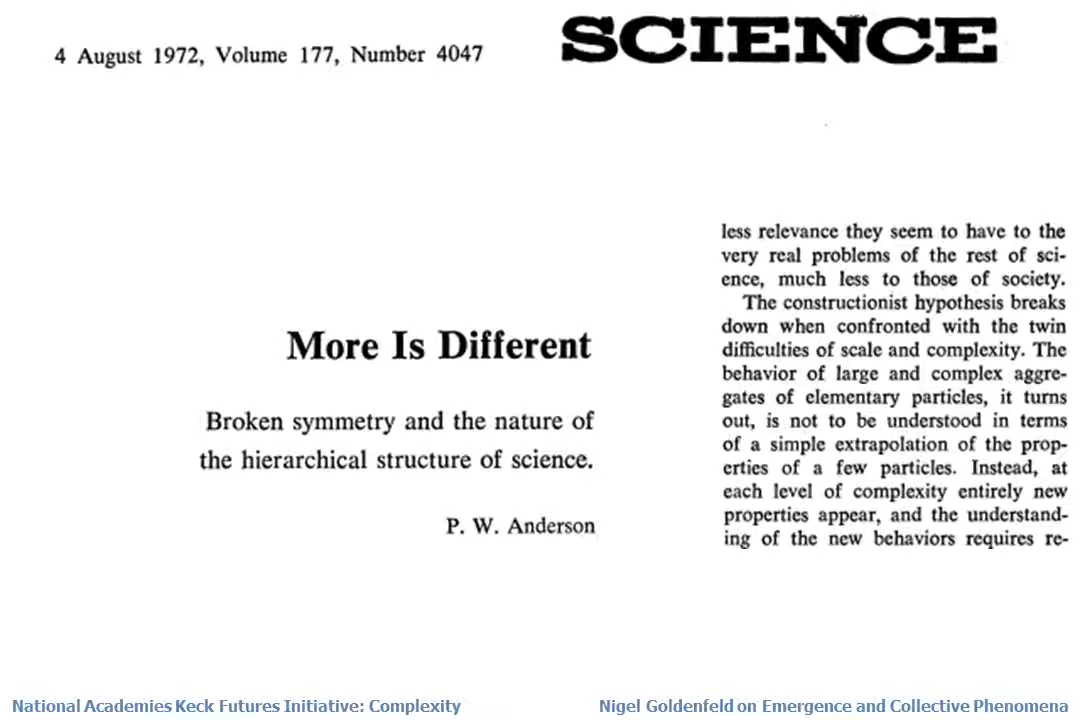 4 August 1972, Volume 177, Number 4047
SCIENCE
More Is Different
Broken symmetry and the nature of
the hierarchical structure of science.
P. W. Anderson
less relevance they seem to have to the
very real problems of the rest of sci-
ence, much less to those of society.
The constructionist hypothesis breaks
down when confronted with the twin
difficulties of scale and complexity. The
behavior of large and complex aggre-
gates of elementary particles, it turns
out, is not to be understood in terms
of a simple extrapolation of the prop-
erties of a few particles. Instead, at
each level of complexity entirely new
properties appear, and the understand-
ing of the new behaviors requires re-
National Academies Keck Futures Initiative: Complexity
Nigel Goldenfeld on Emergence and Collective Phenomena